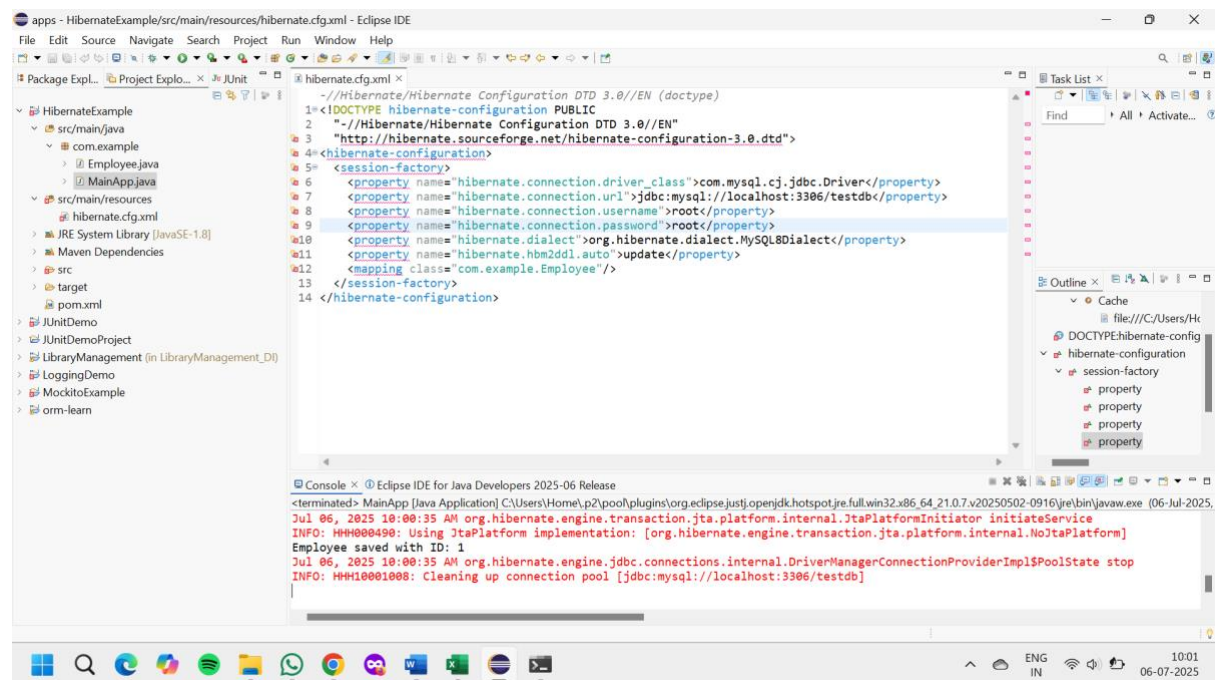 apps - HibernateExample/src/main/resources/hibernate.cfg.xml - Eclipse IDE
File Edit Source Navigate Search Project Run Window Help
Package Expl... Project Explo... JUnit
HibernateExample
src/main/java
com.example
Employee.java
MainApp.java
src/main/resources
hibernate.cfg.xml
JRE System Library [JavaSE-1.8]
Maven Dependencies
src
target
pom.xml
JUnitDemo
JUnitDemoProject
LibraryManagement (in LibraryManagement_DI)
LoggingDemo
MockitoExample
orm-learn
hibernate.cfg.xml
-//Hibernate/Hibernate Configuration DTD 3.0//EN (doctype)
1 <!DOCTYPE hibernate-configuration PUBLIC
2 "-//Hibernate/Hibernate Configuration DTD 3.0//EN"
3 "http://hibernate.sourceforge.net/hibernate-configuration-3.0.dtd">
4 <hibernate-configuration>
5 <session-factory>
6 <property name="hibernate.connection.driver_class">com.mysql.cj.jdbc.Driver</property>
7 <property name="hibernate.connection.url">jdbc:mysql://localhost:3306/testdb</property>
8 <property name="hibernate.connection.username">root</property>
9 <property name="hibernate.connection.password">root</property>
10 <property name="hibernate.dialect">org.hibernate.dialect.MySQL8Dialect</property>
11 <property name="hibernate.hbm2ddl.auto">update</property>
12 <mapping class="com.example.Employee"/>
13 </session-factory>
14 </hibernate-configuration>
Task List
Find All Activate...
Outline
Cache
file:///C:/Users/Hc
DOCTYPE:hibernate-config
hibernate-configuration
session-factory
property
property
property
property
Console Eclipse IDE for Java Developers 2025-06 Release
<terminated> MainApp [Java Application] C:\Users\Home\.p2\pool\plugins\org.eclipse.justj.openjdk.hotspot.jre.full.win32.x86_64_21.0.7.v20250502-0916\jre\bin\javaw.exe (06-Jul-2025,
Jul 06, 2025 10:00:35 AM org.hibernate.engine.transaction.jta.platform.internal.JtaPlatformInitiator initiateService
INFO: HHH000490: Using JtaPlatform implementation: [org.hibernate.engine.transaction.jta.platform.internal.NoJtaPlatform]
Employee saved with ID: 1
Jul 06, 2025 10:00:35 AM org.hibernate.engine.jdbc.connections.internal.DriverManagerConnectionProviderImpl$PoolState stop
INFO: HHH10001008: Cleaning up connection pool [jdbc:mysql://localhost:3306/testdb]
ENG
IN
10:01
06-07-2025